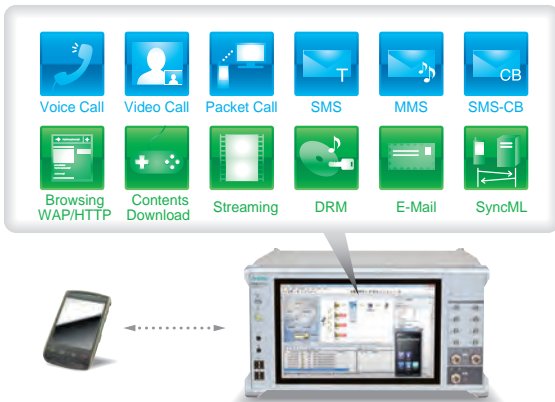 Voice Call
Video Call
Packet Call
T
SMS
MMS
CB
SMS-CB
Browsing
WAP/HTTP
Contents
Download
Streaming
DRM
E-Mail
SyncML